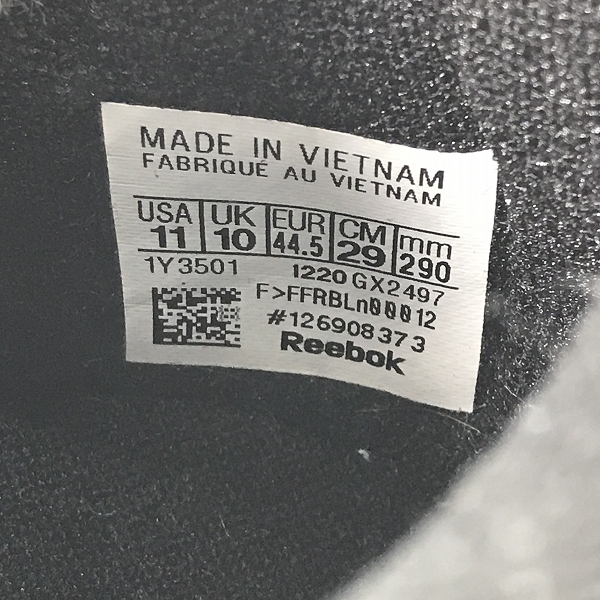 MADE IN VIETNAM
FABRIQUÉ AU VIETNAM
USA UK EUR CM mm
11 10 44.5 29 290
1Y3501 1220 GX2497
F>FFRBLn00012
#126908373
Reebok